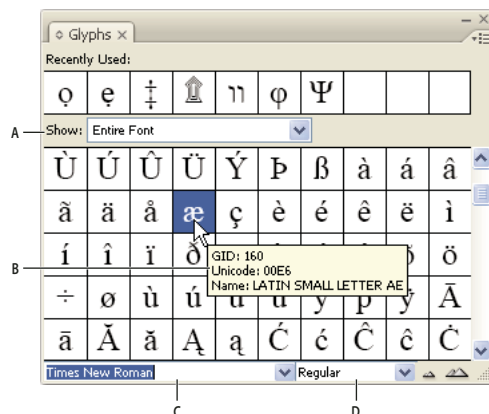 Glyphs
Recently Used:
ọ ẹ ‡ װ φ Ψ
A Show: Entire Font
Ù Ú Û Ü Ý Þ ß à á â
ã ä å æ ç è é ê ë ì
í î ï ð ö
B GID: 160
Unicode: 00E6
Name: LATIN SMALL LETTER AE
÷ ø ù ú Ā
ā Ă ă Ą ą Ć ć Ĉ ĉ Ċ
Times New Roman Regular
C D